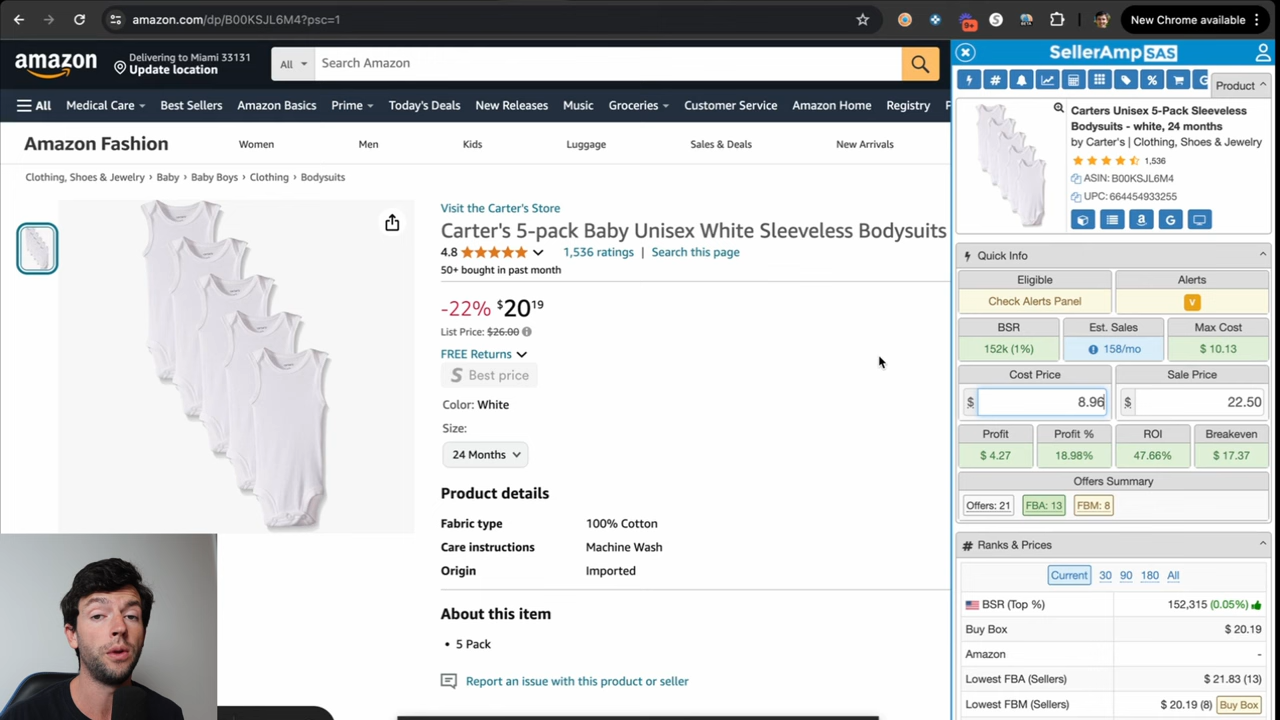 amazon.com/dp/B00KSJL6M4?psc=1
9+
New Chrome available
amazon
Delivering to Miami 33131
Update location
All
Search Amazon
All
Medical Care
Best Sellers
Amazon Basics
Prime
Today's Deals
New Releases
Music
Groceries
Customer Service
Amazon Home
Registry
Amazon Fashion
Women
Men
Kids
Luggage
Sales & Deals
New Arrivals
Clothing, Shoes & Jewelry › Baby › Baby Boys › Clothing › Bodysuits
Visit the Carter's Store
Carter's 5-pack Baby Unisex White Sleeveless Bodysuits
4.8
1,536 ratings | Search this page
50+ bought in past month
-22% $20 19
List Price: $26.00
FREE Returns
S Best price
Color: White
Size:
24 Months
Product details
Fabric type 100% Cotton
Care instructions Machine Wash
Origin Imported
About this item
• 5 Pack
Report an issue with this product or seller
SellerAmp SAS
Product
Carters Unisex 5-Pack Sleeveless
Bodysuits - white, 24 months
by Carter's | Clothing, Shoes & Jewelry
1,536
ASIN: B00KSJL6M4
UPC: 664454933255
Quick Info
Eligible Alerts
Check Alerts Panel V
BSR Est. Sales Max Cost
152k (1%) 158/mo $ 10.13
Cost Price Sale Price
$ 8.96 $ 22.50
Profit Profit % ROI Breakeven
$ 4.27 18.98% 47.66% $ 17.37
Offers Summary
Offers: 21 FBA: 13 FBM: 8
# Ranks & Prices
Current 30 90 180 All
BSR (Top %) 152,315 (0.05%)
Buy Box $ 20.19
Amazon -
Lowest FBA (Sellers) $ 21.83 (13)
Lowest FBM (Sellers) $ 20.19 (8) Buy Box